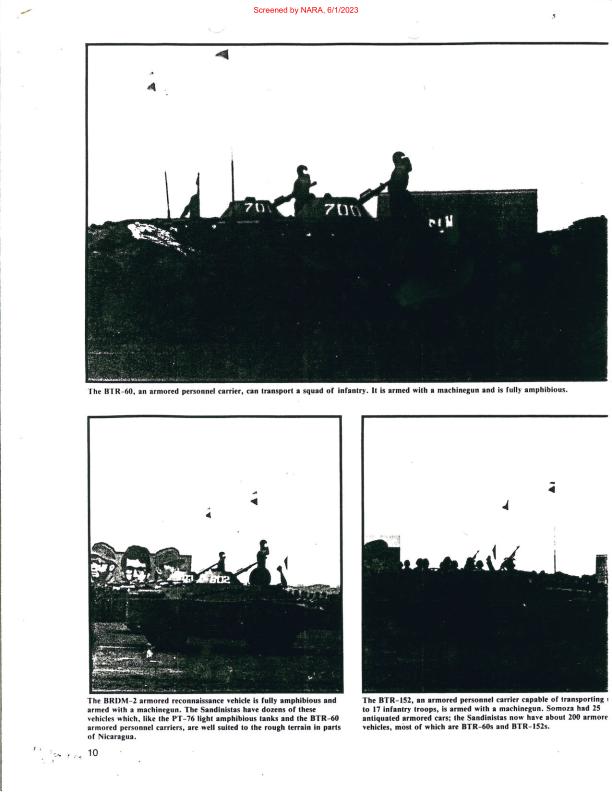 Screened by NARA, 6/1/2023
701
700
The BTR-60, an armored personnel carrier, can transport a squad of infantry. It is armed with a machinegun and is fully amphibious.
802
The BRDM-2 armored reconnaissance vehicle is fully amphibious and
armed with a machinegun. The Sandinistas have dozens of these
vehicles which, like the PT-76 light amphibious tanks and the BTR-60
armored personnel carriers, are well suited to the rough terrain in parts
of Nicaragua.
The BTR-152, an armored personnel carrier capable of transporting
to 17 infantry troops, is armed with a machinegun. Somoza had 25
antiquated armored cars; the Sandinistas now have about 200 armore
vehicles, most of which are BTR-60s and BTR-152s.
10